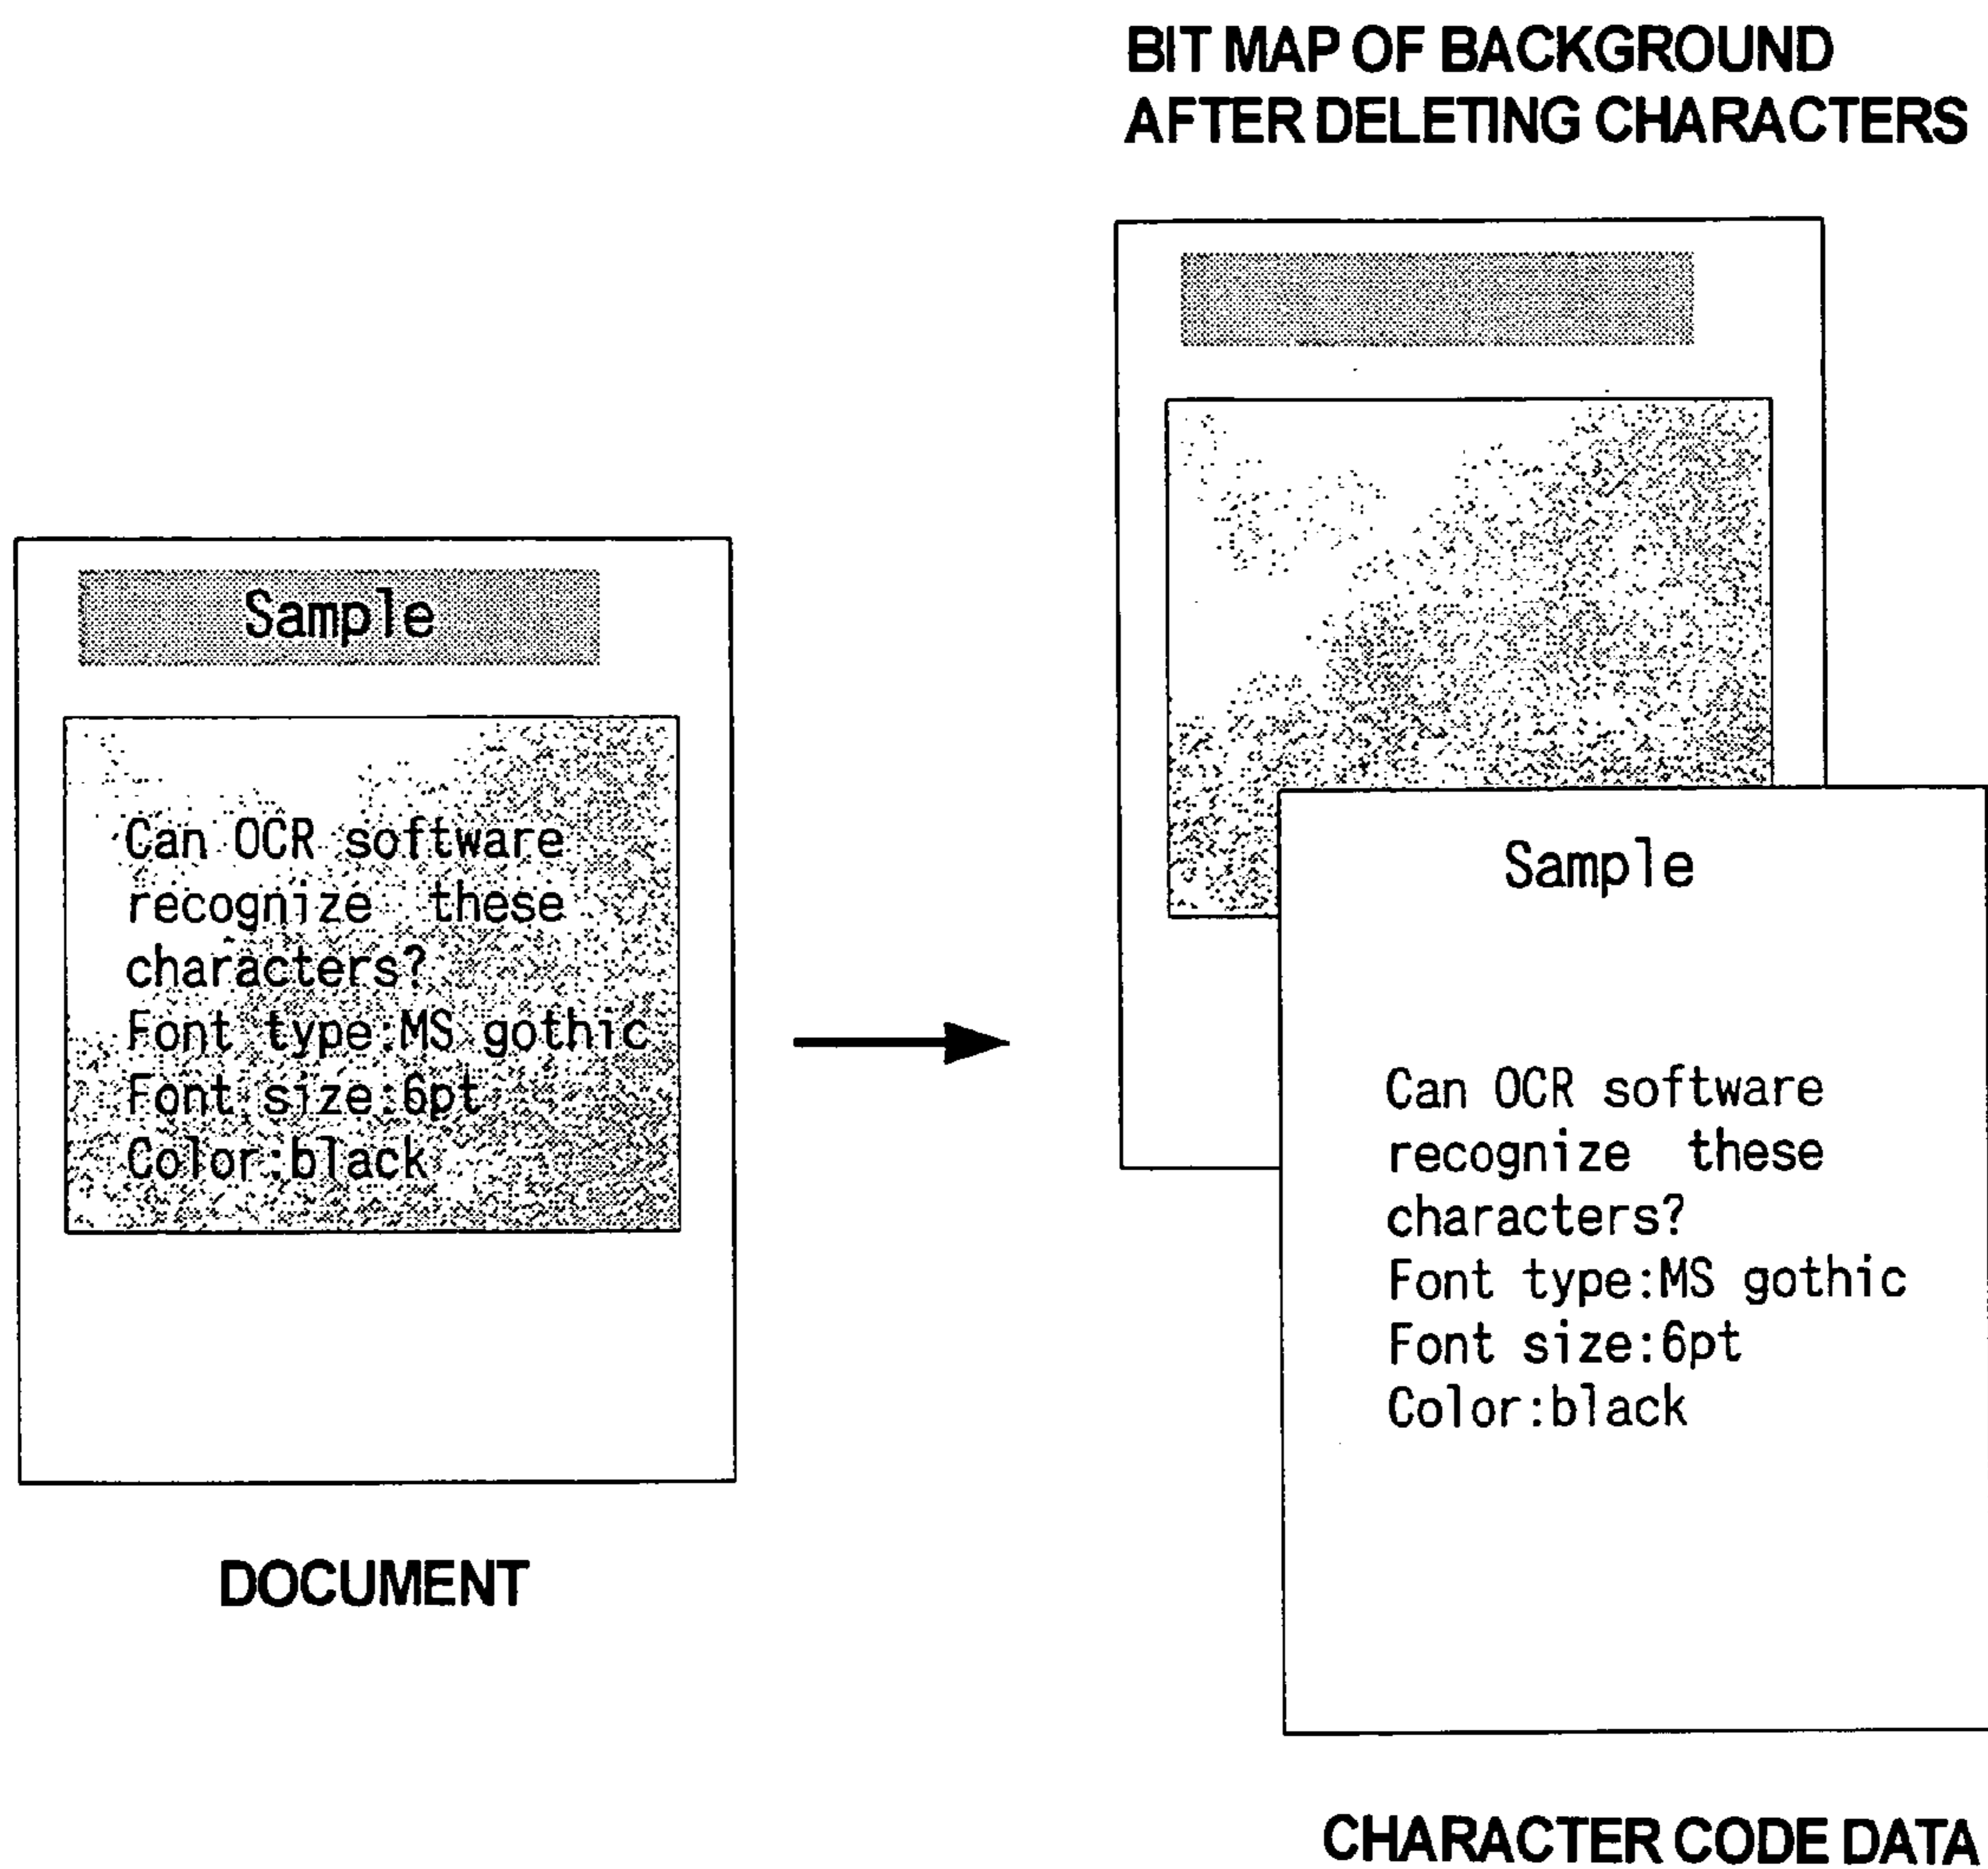 BIT MAP OF BACKGROUND
AFTER DELETING CHARACTERS
Sample
Can OCR software
recognize these
characters?
Font type:MS gothic
Font size:6pt
Color:black
DOCUMENT
Sample
Can OCR software
recognize these
characters?
Font type:MS gothic
Font size:6pt
Color:black
CHARACTER CODE DATA